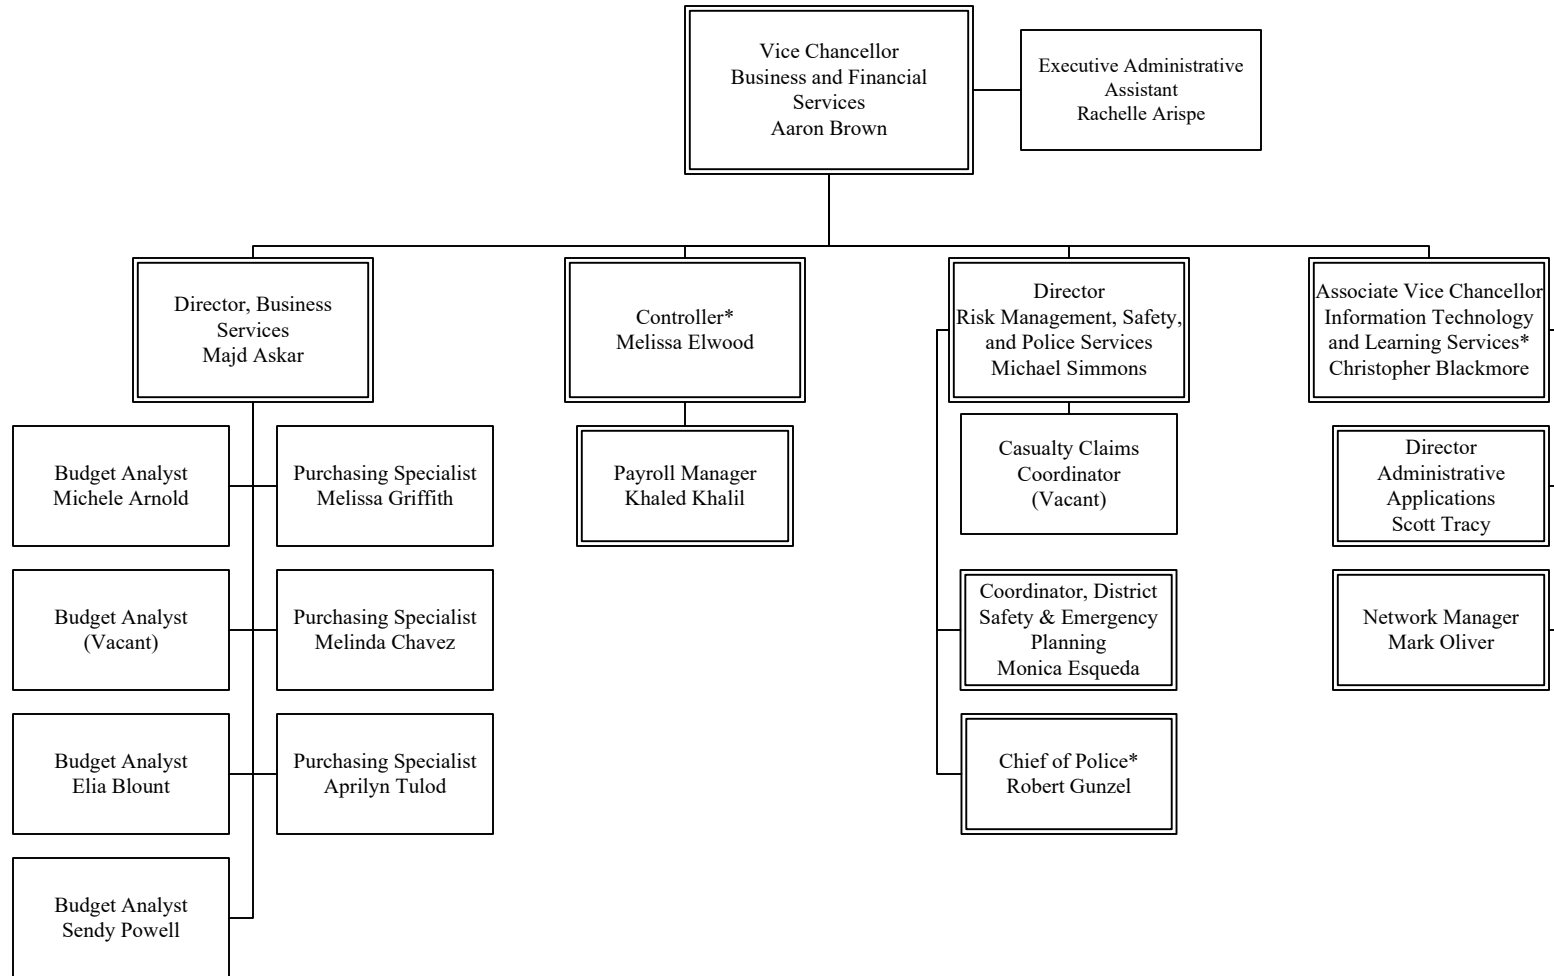 Vice Chancellor
Business and Financial
Services
Aaron Brown
Executive Administrative
Assistant
Rachelle Arispe
Director, Business
Services
Majd Askar
Controller*
Melissa Elwood
Director
Risk Management, Safety,
and Police Services
Michael Simmons
Associate Vice Chancellor
Information Technology
and Learning Services*
Christopher Blackmore
Budget Analyst
Michele Arnold
Purchasing Specialist
Melissa Griffith
Payroll Manager
Khaled Khalil
Casualty Claims
Coordinator
(Vacant)
Director
Administrative
Applications
Scott Tracy
Budget Analyst
(Vacant)
Purchasing Specialist
Melinda Chavez
Coordinator, District
Safety & Emergency
Planning
Monica Esqueda
Network Manager
Mark Oliver
Budget Analyst
Elia Blount
Purchasing Specialist
Aprilyn Tulod
Chief of Police*
Robert Gunzel
Budget Analyst
Sendy Powell